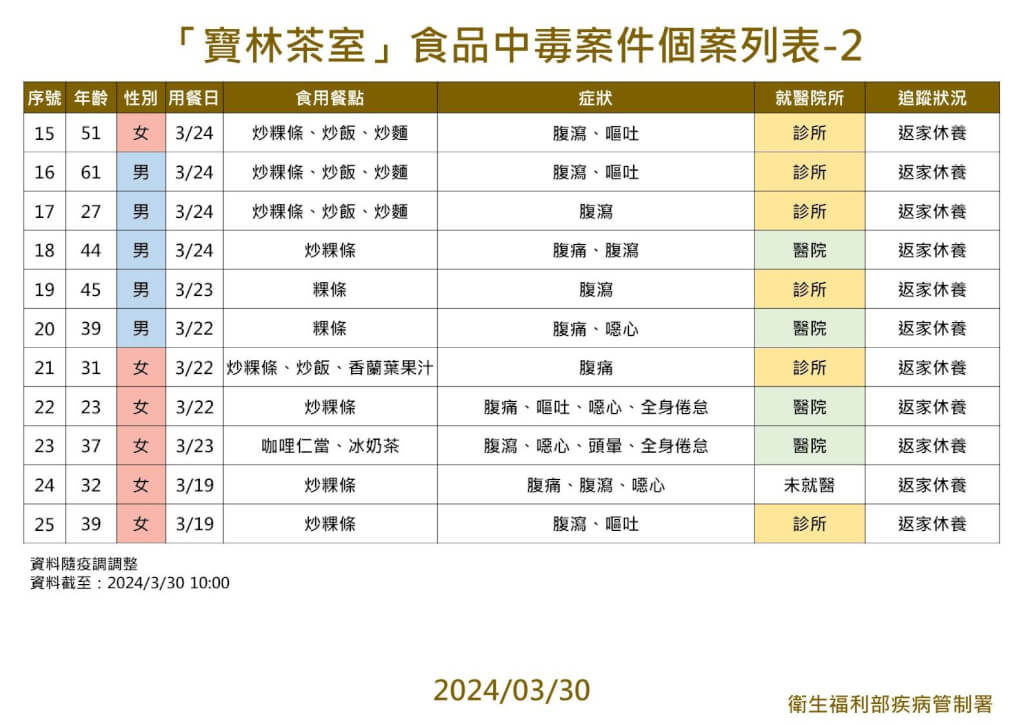 「寶林茶室」食品中毒案件個案列表-2
序號 年齡 性別 用餐日 食用餐點 症狀 就醫院所 追蹤狀況
15 51 女 3/24 炒粿條、炒飯、炒麵 腹瀉、嘔吐 診所 返家休養
16 61 男 3/24 炒粿條、炒飯、炒麵 腹瀉、嘔吐 診所 返家休養
17 27 男 3/24 炒粿條、炒飯、炒麵 腹瀉 診所 返家休養
18 44 男 3/24 炒粿條 腹痛、腹瀉 醫院 返家休養
19 45 男 3/23 粿條 腹瀉 診所 返家休養
20 39 男 3/22 粿條 腹痛、噁心 醫院 返家休養
21 31 女 3/22 炒粿條、炒飯、香蘭葉果汁 腹痛 診所 返家休養
22 23 女 3/22 炒粿條 腹痛、嘔吐、噁心、全身倦怠 醫院 返家休養
23 37 女 3/23 咖哩仁當、冰奶茶 腹瀉、噁心、頭暈、全身倦怠 醫院 返家休養
24 32 女 3/19 炒粿條 腹痛、腹瀉、噁心 未就醫 返家休養
25 39 女 3/19 炒粿條 腹瀉、嘔吐 診所 返家休養
資料隨疫調調整
資料截至：2024/3/30 10:00
2024/03/30
衛生福利部疾病管制署